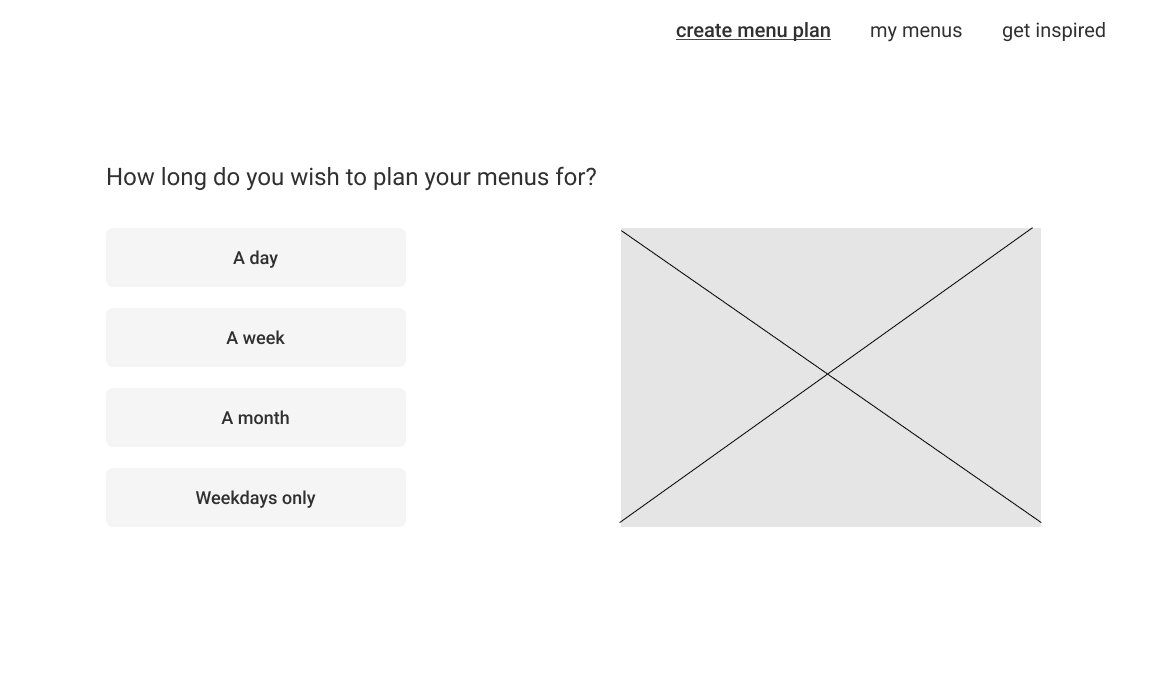 create menu plan my menus get inspired
How long do you wish to plan your menus for?
A day
A week
A month
Weekdays only